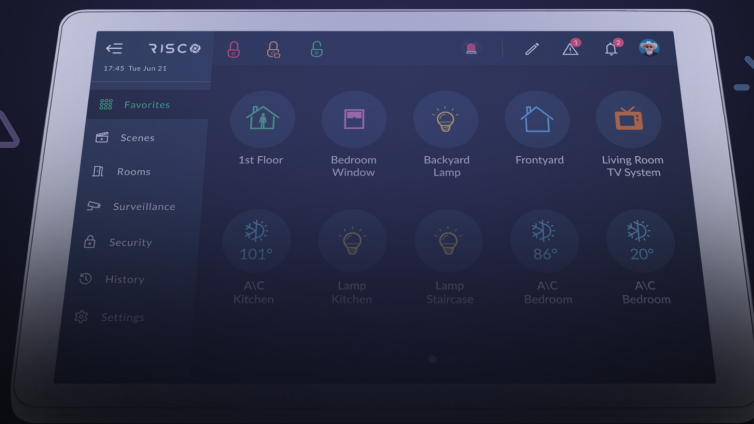 RISCO
17:45 Tue Jun 21
1
2
Favorites
Scenes
Rooms
Surveillance
Security
History
Settings
1st Floor
Bedroom
Window
Backyard
Lamp
Frontyard
Living Room
TV System
101°
86°
20°
A\C
Kitchen
Lamp
Kitchen
Lamp
Staircase
A\C
Bedroom
A\C
Bedroom